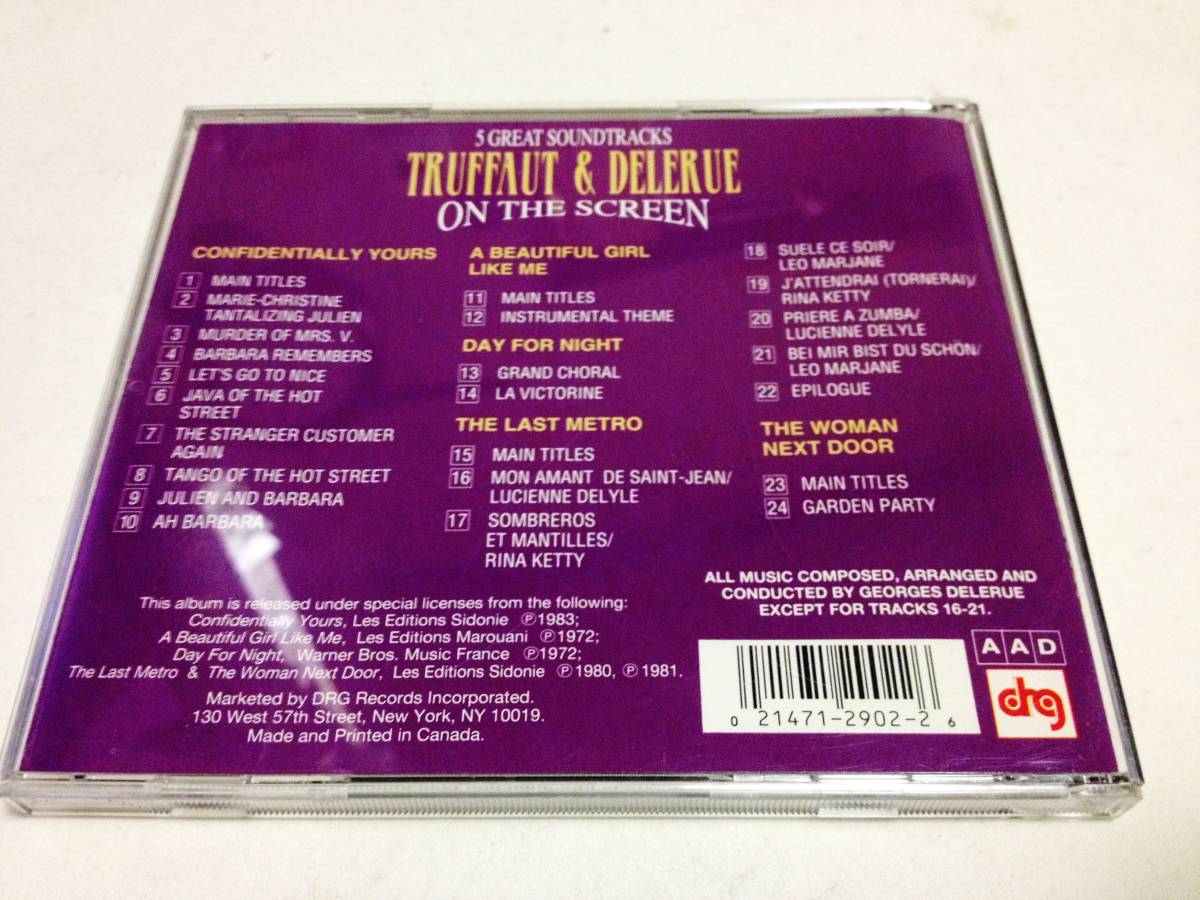 5 GREAT SOUNDTRACKS
TRUFFAUT & DELERUE
ON THE SCREEN
CONFIDENTIALLY YOURS
1 MAIN TITLES
2 MARIE-CHRISTINE
TANTALIZING JULIEN
3 MURDER OF MRS. V.
4 BARBARA REMEMBERS
5 LET'S GO TO NICE
6 JAVA OF THE HOT
STREET
7 THE STRANGER CUSTOMER
AGAIN
8 TANGO OF THE HOT STREET
9 JULIEN AND BARBARA
10 AH BARBARA
A BEAUTIFUL GIRL
LIKE ME
11 MAIN TITLES
12 INSTRUMENTAL THEME
DAY FOR NIGHT
13 GRAND CHORAL
14 LA VICTORINE
THE LAST METRO
15 MAIN TITLES
16 MON AMANT DE SAINT-JEAN/
LUCIENNE DELYLE
17 SOMBREROS
ET MANTILLES/
RINA KETTY
18 SUELE CE SOIR/
LEO MARJANE
19 J'ATTENDRAI (TORNERAI)/
RINA KETTY
20 PRIERE A ZUMBA/
LUCIENNE DELYLE
21 BEI MIR BIST DU SCHÖN/
LEO MARJANE
22 EPILOGUE
THE WOMAN
NEXT DOOR
23 MAIN TITLES
24 GARDEN PARTY
ALL MUSIC COMPOSED, ARRANGED AND
CONDUCTED BY GEORGES DELERUE
EXCEPT FOR TRACKS 16-21.
This album is released under special licenses from the following:
Confidentially Yours, Les Editions Sidonie ℗1983;
A Beautiful Girl Like Me, Les Editions Marouani ℗1972;
Day For Night, Warner Bros. Music France ℗1972;
The Last Metro & The Woman Next Door, Les Editions Sidonie ℗1980, ℗1981.
Marketed by DRG Records Incorporated.
130 West 57th Street, New York, NY 10019.
Made and Printed in Canada.
AAD
drg
0 21471-2902-2 6